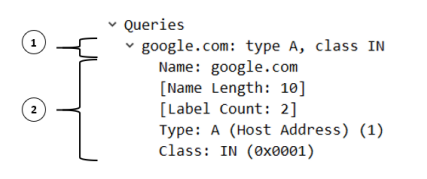 Queries
1
google.com: type A, class IN
Name: google.com
[Name Length: 10]
[Label Count: 2]
2
Type: A (Host Address) (1)
Class: IN (0x0001)